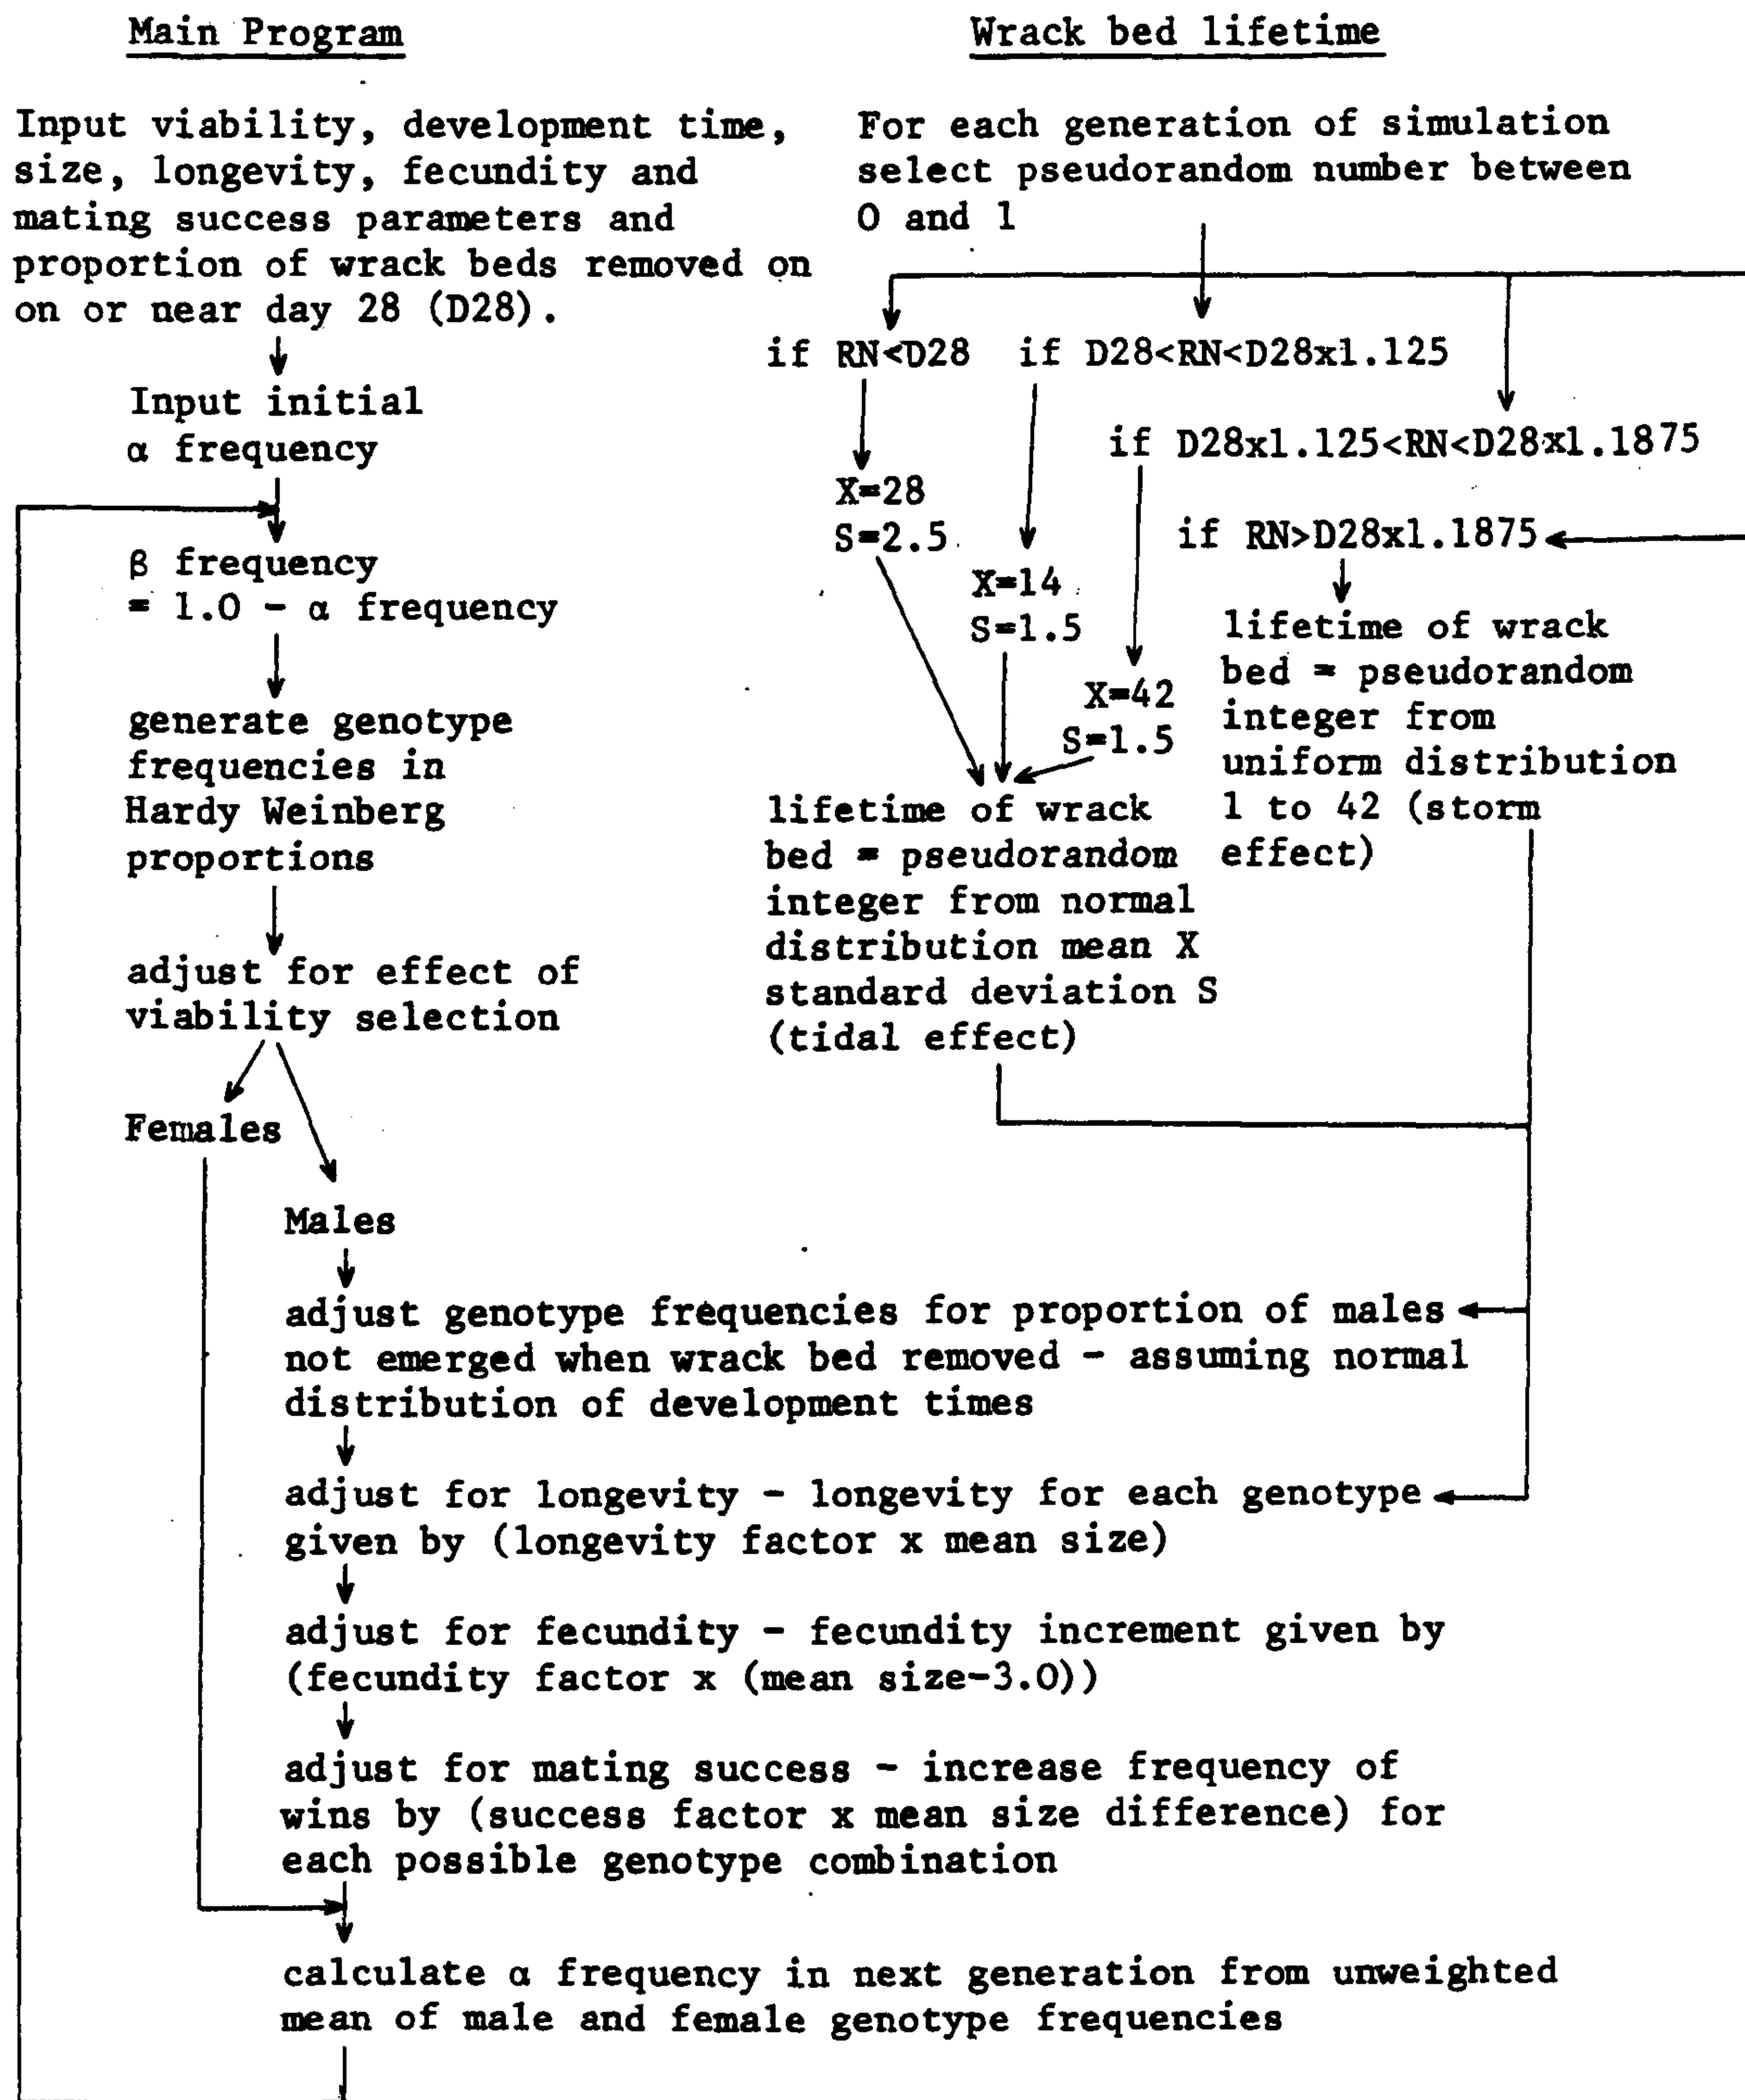 Main Program
Input viability, development time,
size, longevity, fecundity and
mating success parameters and
proportion of wrack beds removed on
on or near day 28 (D28).
Input initial
α frequency
β frequency
= 1.0 - α frequency
generate genotype
frequencies in
Hardy Weinberg
proportions
adjust for effect of
viability selection
Females
Males
adjust genotype frequencies for proportion of males
not emerged when wrack bed removed - assuming normal
distribution of development times
adjust for longevity - longevity for each genotype
given by (longevity factor x mean size)
adjust for fecundity - fecundity increment given by
(fecundity factor x (mean size-3.0))
adjust for mating success - increase frequency of
wins by (success factor x mean size difference) for
each possible genotype combination
calculate α frequency in next generation from unweighted
mean of male and female genotype frequencies
Wrack bed lifetime
For each generation of simulation
select pseudorandom number between
0 and 1
if RN<D28
if D28<RN<D28x1.125
if D28x1.125<RN<D28x1.1875
if RN>D28x1.1875
X=28
S=2.5
X=14
S=1.5
X=42
S=1.5
lifetime of wrack
bed = pseudorandom
integer from normal
distribution mean X
standard deviation S
(tidal effect)
lifetime of wrack
bed = pseudorandom
integer from
uniform distribution
1 to 42 (storm
effect)